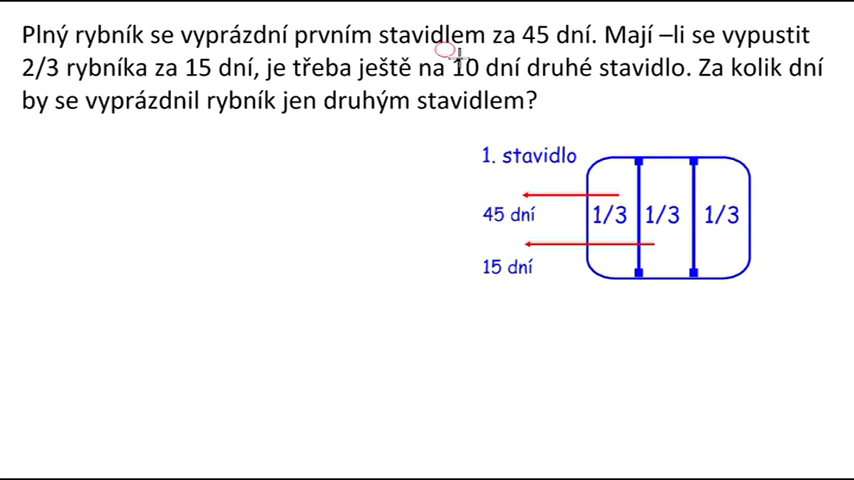 Plný rybník se vyprázdní prvním stavidlem za 45 dní. Mají –li se vypustit
2/3 rybníka za 15 dní, je třeba ještě na 10 dní druhé stavidlo. Za kolik dní
by se vyprázdnil rybník jen druhým stavidlem?
1. stavidlo
45 dní
1/3 1/3 1/3
15 dní